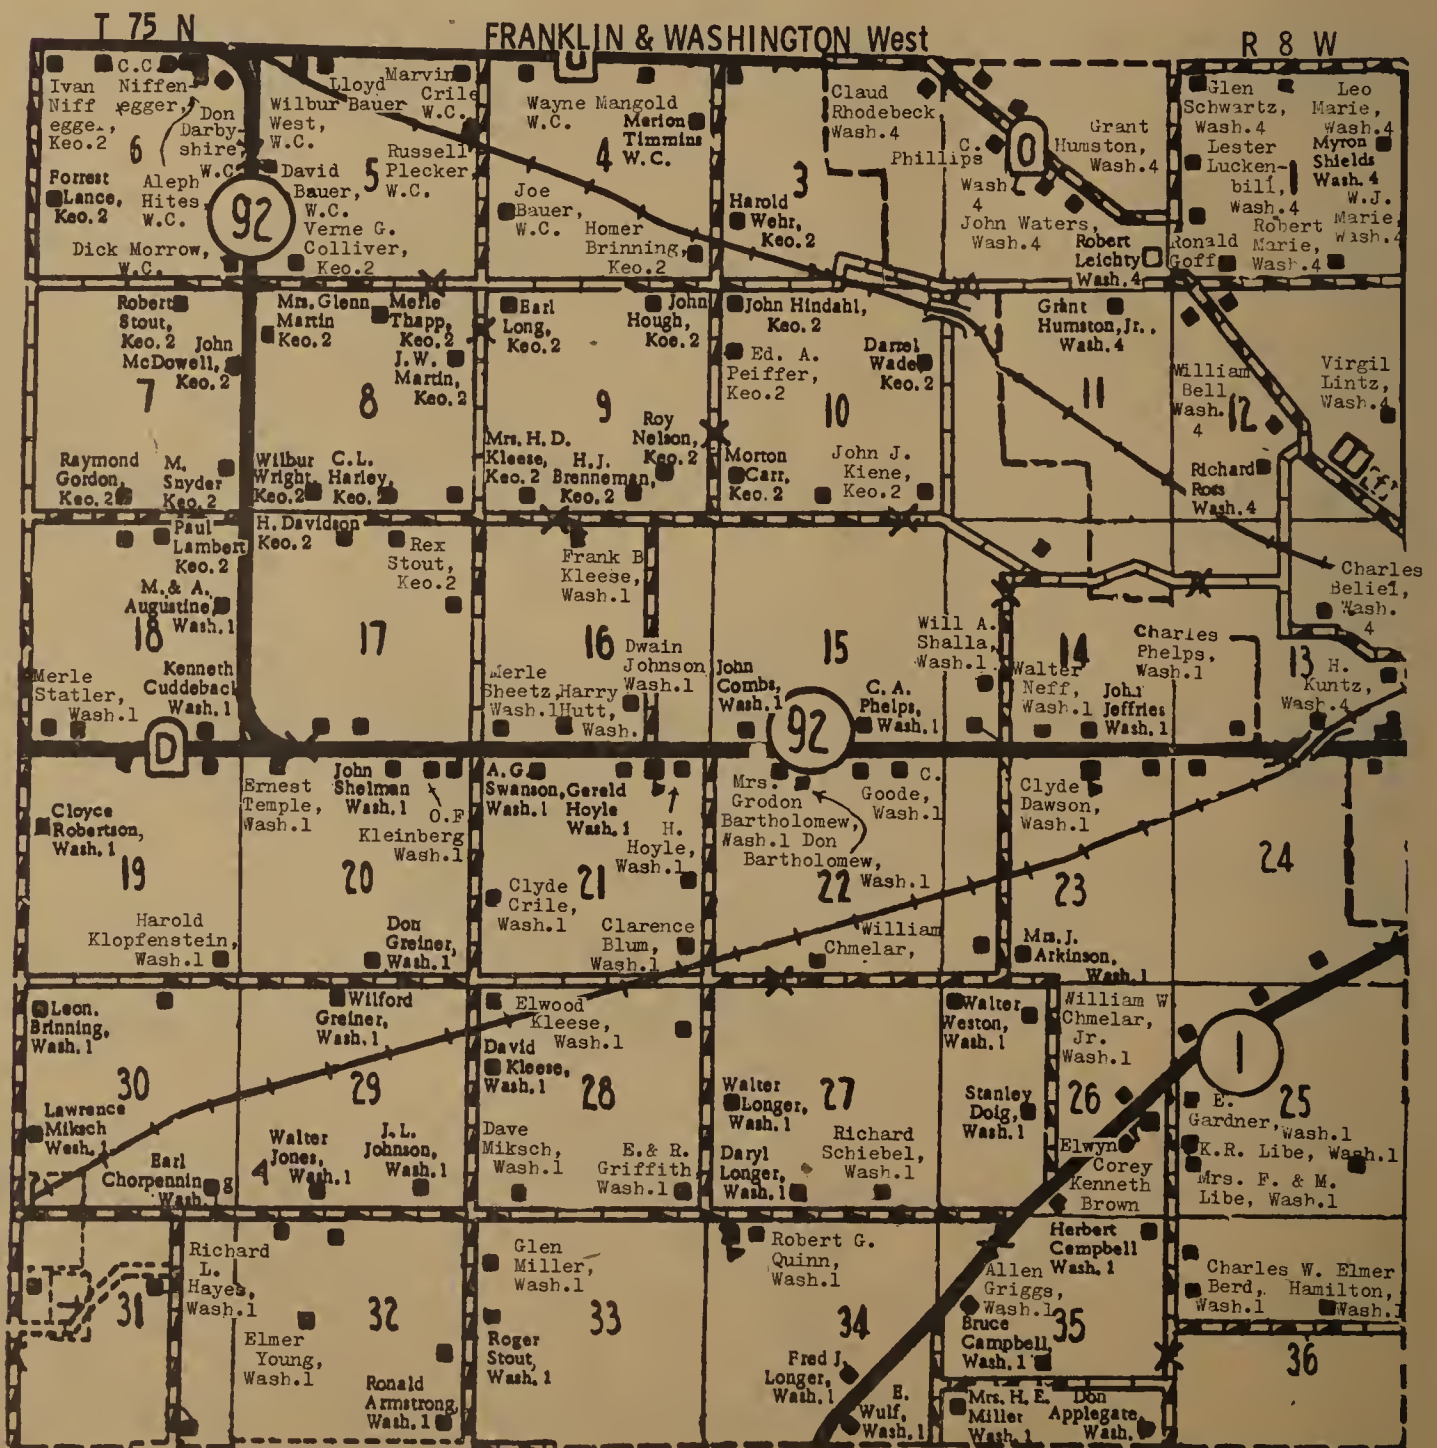 T 75 N
FRANKLIN & WASHINGTON West
R 8 W
Ivan
Niff
egger,
Keo.2
C.C.
Niffen-
egger,
Don
Darby-
shire,
W.C.
6
Forrest
Lance,
Keo. 2
Aleph
Hites,
W.C.
Dick Morrow,
W.C.
92
Wilbur
West,
W.C.
Lloyd
Bauer
Marvin
Crile
W.C.
David
Bauer,
W.C.
5
Russell
Plecker,
W.C.
Verne G.
Colliver,
Keo.2
Wayne Mangold
W.C.
Merion
Timmins
W.C.
4
Joe
Bauer,
W.C.
Homer
Brinning,
Keo.2
3
Harold
Wehr,
Keo. 2
Claud
Rhodebeck,
Wash.4
C.
Phillips
Wash.
4
John Waters,
Wash.4
O
Grant
Humston,
Wash.4
Robert
Leichty
Wash. 4
Glen
Schwartz,
Wash.4
Leo
Marie,
Wash.4
Lester
Lucken-
bill,
Wash.4
Myron
Shields
Wash. 4
1
W.J.
Marie,
Wash.4
Robert
Marie,
Wash.4
Ronald
Goff
Robert
Stout,
Keo. 2
John
McDowell,
Keo. 2
7
Raymond
Gordon,
Keo. 2
M.
Snyder
Keo. 2
Mrs. Glenn
Martin
Keo. 2
Merle
Thapp,
Keo. 2
J.W.
Martin,
Keo. 2
8
Wilbur
Wright,
Keo. 2
C.L.
Harley,
Keo. 2
Earl
Long,
Keo. 2
John
Hough,
Koe. 2
9
Mrs. H.D.
Kleese,
Keo. 2
H.J.
Brenneman,
Keo. 2
Roy
Nelson,
Keo. 2
John Hindahl,
Keo. 2
Ed. A.
Peiffer,
Keo.2
Darrel
Wade
Keo. 2
10
Morton
Carr,
Keo. 2
John J.
Kiene,
Keo.2
Grant
Humston, Jr.,
Wash. 4
11
William
Bell
Wash.
4
12
Virgil
Lintz,
Wash.4
Richard
Ross
Wash. 4
Paul
Lambert
Keo. 2
M. & A.
Augustine,
Wash. 1
18
Merle
Statler,
Wash.1
Kenneth
Cuddeback
Wash. 1
H. Davidson
Keo. 2
Rex
Stout,
Keo.2
17
Frank B
Kleese,
Wash.1
16
Merle
Sheetz,
Wash.1
Harry
Hutt,
Wash.
Dwain
Johnson
Wash.1
15
John
Combs,
Wash. 1
92
Will A.
Shalla,
Wash.1
C. A.
Phelps,
Wash. 1
14
Walter
Neff,
Wash.1
John
Jeffries
Wash. 1
Charles
Phelps,
Wash.1
13
H.
Kuntz,
Wash.4
Charles
Wash.
4
D
Cloyce
Robertson,
Wash. 1
19
Harold
Klopfenstein,
Wash.1
Ernest
Temple,
Wash.1
John
Shelman
Wash. 1
O.F
Kleinberg
Wash.1
20
Don
Greiner,
Wash. 1
A. G.
Swanson,
Wash. 1
Gerald
Hoyle
Wash. 1
H.
Hoyle,
Wash.1
21
Clyde
Crile,
Wash.1
Clarence
Blum,
Wash.1
Mrs.
Grodon
Bartholomew,
Wash.1
Don
Bartholomew,
Wash.1
C.
Goode,
Wash.1
22
William
Chmelar,
Clyde
Dawson,
Wash.1
23
Mrs. J.
Arkinson,
Wash. 1
24
Leon.
Brinning,
Wash. 1
30
Lawrence
Miksch
Wash. 1
Earl
Chorpenning
Wash.
Wilford
Greiner,
Wash. 1
29
Walter
Jones,
Wash. 1
J. L.
Johnson,
Wash. 1
Elwood
Kleese,
Wash.1
David
Kleese,
Wash. 1
28
Dave
Miksch,
Wash.1
E.& R.
Griffith
Wash.1
Walter
Longer,
Wash. 1
27
Daryl
Longer,
Wash. 1
Richard
Schiebel,
Wash.1
Walter
Weston,
Wash. 1
Stanley
Doig,
Wash. 1
William W
Chmelar,
Jr.
Wash.1
26
Elwyn
Corey
Kenneth
Brown
1
E.
Gardner,
Wash.1
25
K.R. Libe, Wash.1
Mrs. F. & M.
Libe, Wash.1
31
Richard
L.
Hayes,
Wash.1
32
Elmer
Young,
Wash.1
Ronald
Armstrong,
Wash. 1
Glen
Miller,
Wash.1
33
Roger
Stout,
Wash. 1
Robert G.
Quinn,
Wash.1
34
Fred J.
Longer,
Wash. 1
E.
Wulf,
Wash. 1
Herbert
Campbell
Wash. 1
Allen
Griggs,
Wash.1
35
Bruce
Campbell,
Wash. 1
Mrs. H. E.
Miller
Wash. 1
Don
Applegate,
Wash.
Charles W.
Berd,
Wash.1
Elmer
Hamilton,
Wash.1
36